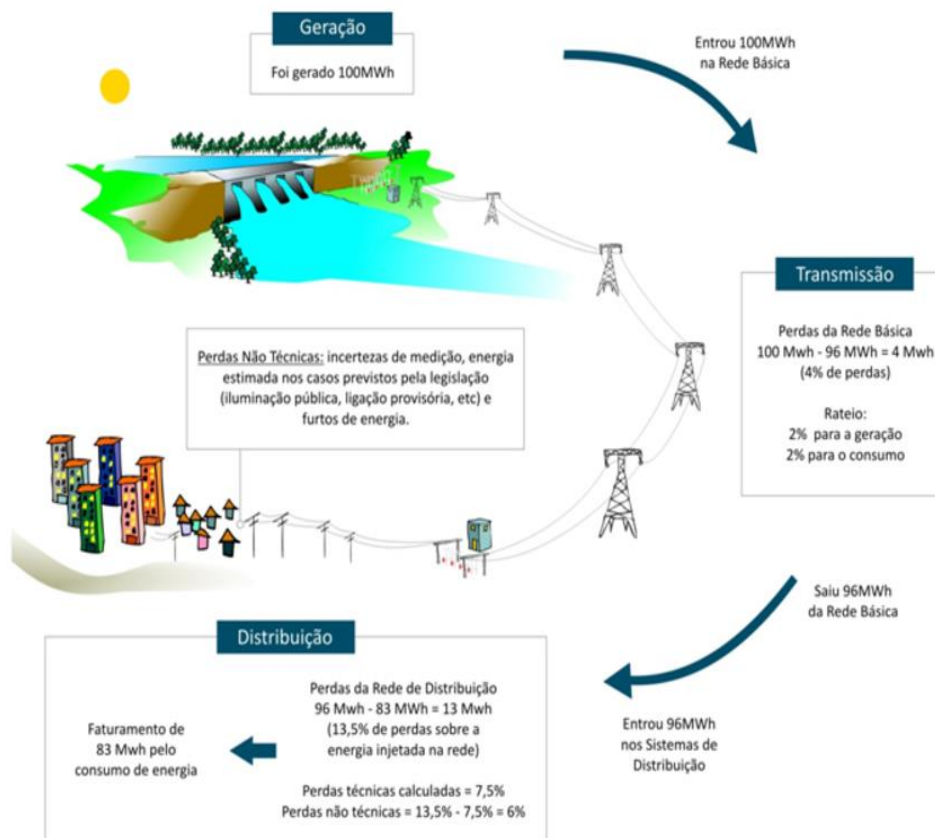 Geração
Foi gerado 100MWh
Entrou 100MWh
na Rede Básica
Transmissão
Perdas da Rede Básica
100 Mwh - 96 MWh = 4 Mwh
(4% de perdas)
Rateio:
2% para a geração
2% para o consumo
Perdas Não Técnicas: incertezas de medição, energia
estimada nos casos previstos pela legislação
(iluminação pública, ligação provisória, etc) e
furtos de energia.
Saiu 96MWh
da Rede Básica
Entrou 96MWh
nos Sistemas de
Distribuição
Distribuição
Perdas da Rede de Distribuição
96 Mwh - 83 MWh = 13 Mwh
(13,5% de perdas sobre a
energia injetada na rede)
Perdas técnicas calculadas = 7,5%
Perdas não técnicas = 13,5% - 7,5% = 6%
Faturamento de
83 Mwh pelo
consumo de energia